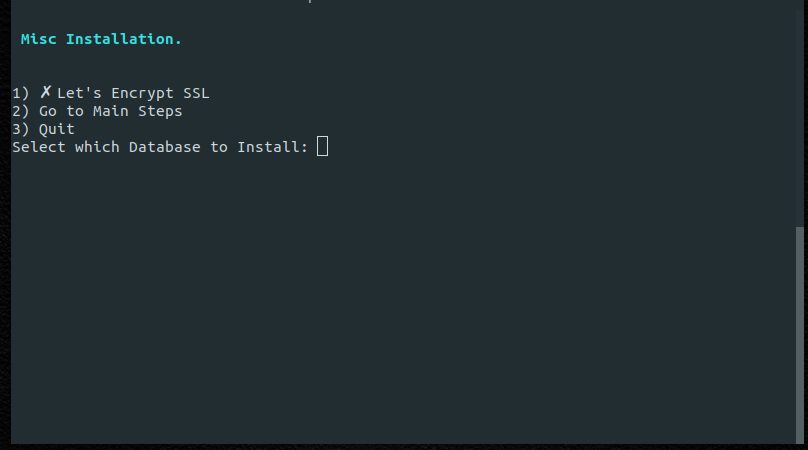 Misc Installation.
1) ✗ Let's Encrypt SSL
2) Go to Main Steps
3) Quit
Select which Database to Install: